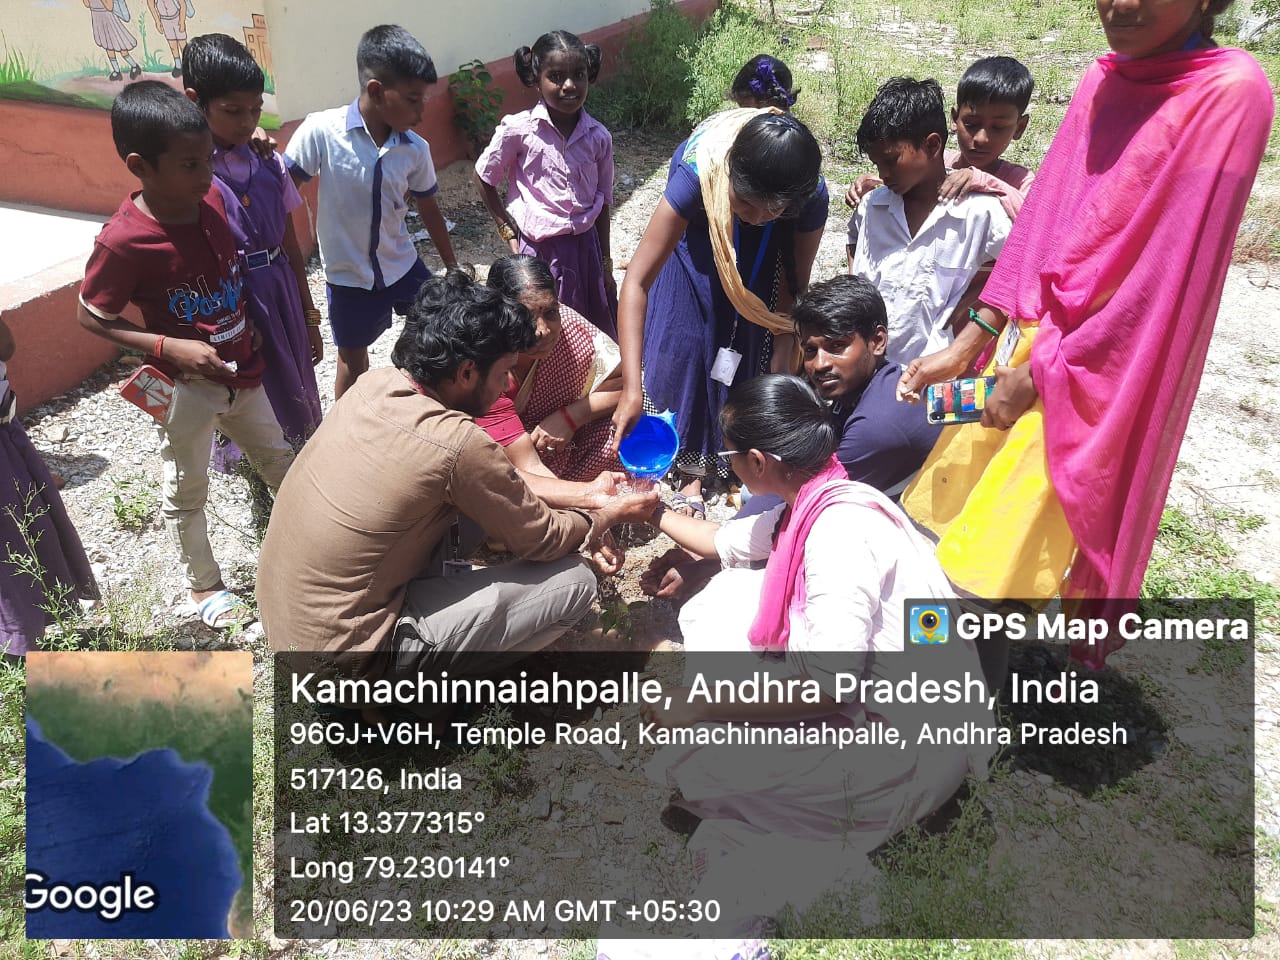 GPS Map Camera
Kamachinnaiahpalle, Andhra Pradesh, India
96GJ+V6H, Temple Road, Kamachinnaiahpalle, Andhra Pradesh
517126, India
Lat 13.377315°
Long 79.230141°
20/06/23 10:29 AM GMT +05:30
Google